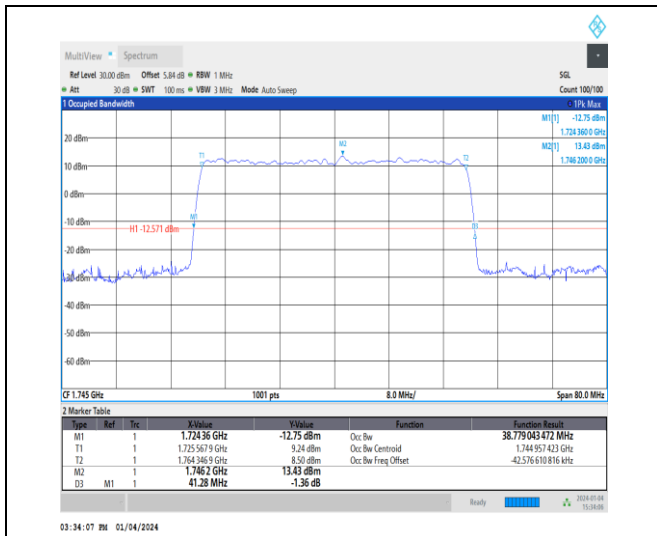 MultiView Spectrum
Ref Level 30.00 dBm Offset 5.84 dB RBW 1 MHz SGL
Att 30 dB SWT 100 ms VBW 3 MHz Mode Auto Sweep Count 100/100
1 Occupied Bandwidth 1Pk Max
M1[1] -12.75 dBm
1.724 360 0 GHz
M2[1] 13.43 dBm
1.746 200 0 GHz
20 dBm
M2
T1
T2
10 dBm
0 dBm
-10 dBm
M1
H1 -12.571 dBm
-20 dBm
-40 dBm
-50 dBm
-60 dBm
CF 1.745 GHz 1001 pts 8.0 MHz/ Span 80.0 MHz
2 Marker Table
Type Ref Trc X-Value Y-Value Function Function Result
M1 1 1.724 36 GHz -12.75 dBm Occ Bw 38.779 043 472 MHz
T1 1 1.725 567 9 GHz 9.24 dBm Occ Bw Centroid 1.744 957 423 GHz
T2 1 1.764 346 9 GHz 8.50 dBm Occ Bw Freq Offset -42.576 610 816 kHz
M2 1 1.746 2 GHz 13.43 dBm
D3 M1 1 41.28 MHz -1.36 dB
Ready 2024-01-04
15:34:06
03:34:07 PM 01/04/2024